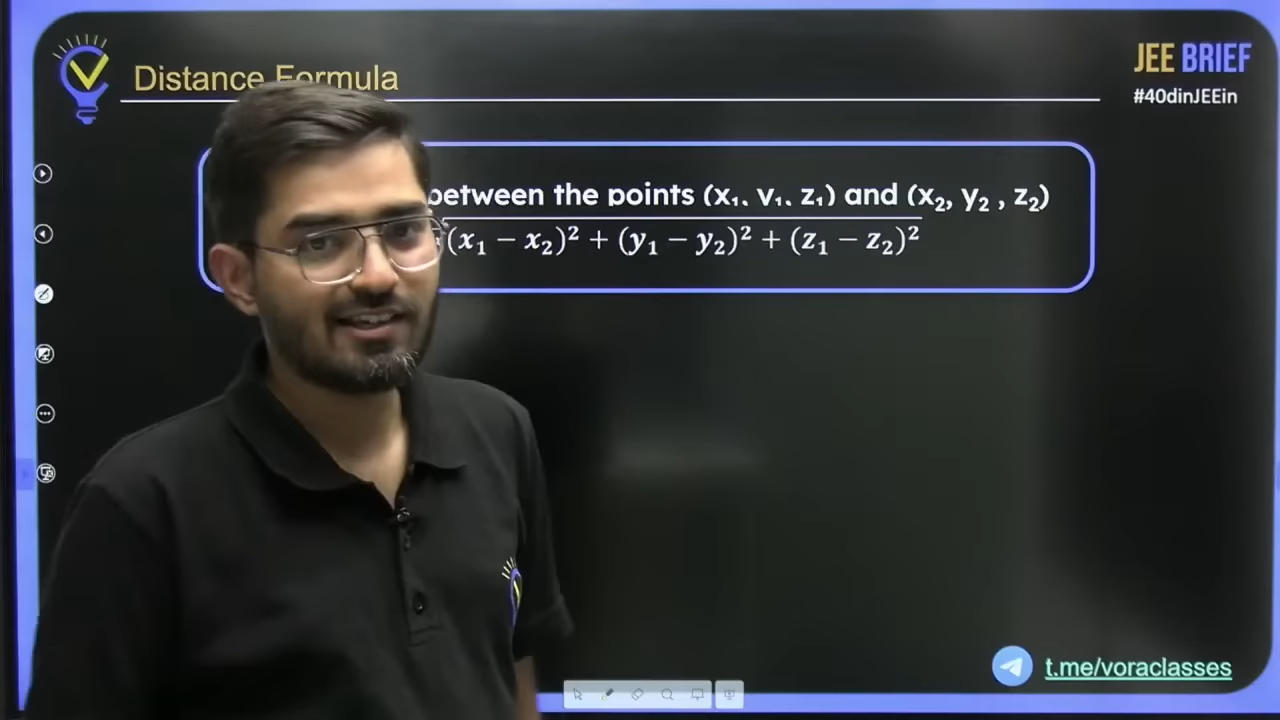 Distance Formula
JEE BRIEF
#40dinJEEin
between the points (x₁, y₁, z₁) and (x₂, y₂ , z₂)
(x₁ − x₂)² + (y₁ − y₂)² + (z₁ − z₂)²
t.me/voraclasses